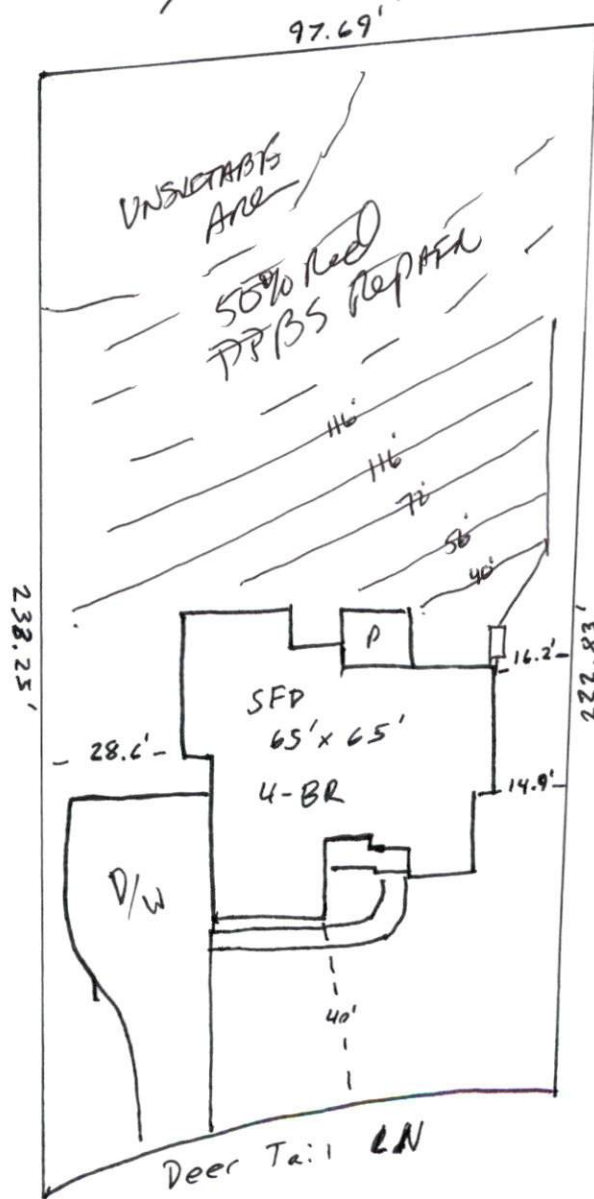 97.69'
UNSUITABLE
Area
50% Red
PPBS Repair
116'
116'
72'
56'
40'
238.25'
222.83'
P
16.2'
SFD
65' x 65'
28.6'
4-BR
14.9'
D/W
40'
Deer Tail LN